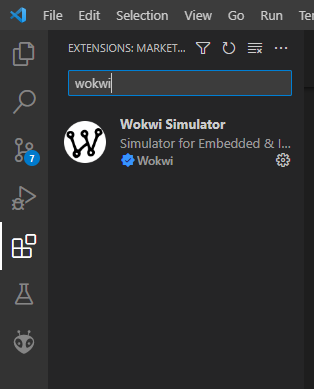 File Edit Selection View Go Run Ter
EXTENSIONS: MARKET...
wokwi
Wokwi Simulator
Simulator for Embedded & I...
Wokwi
7